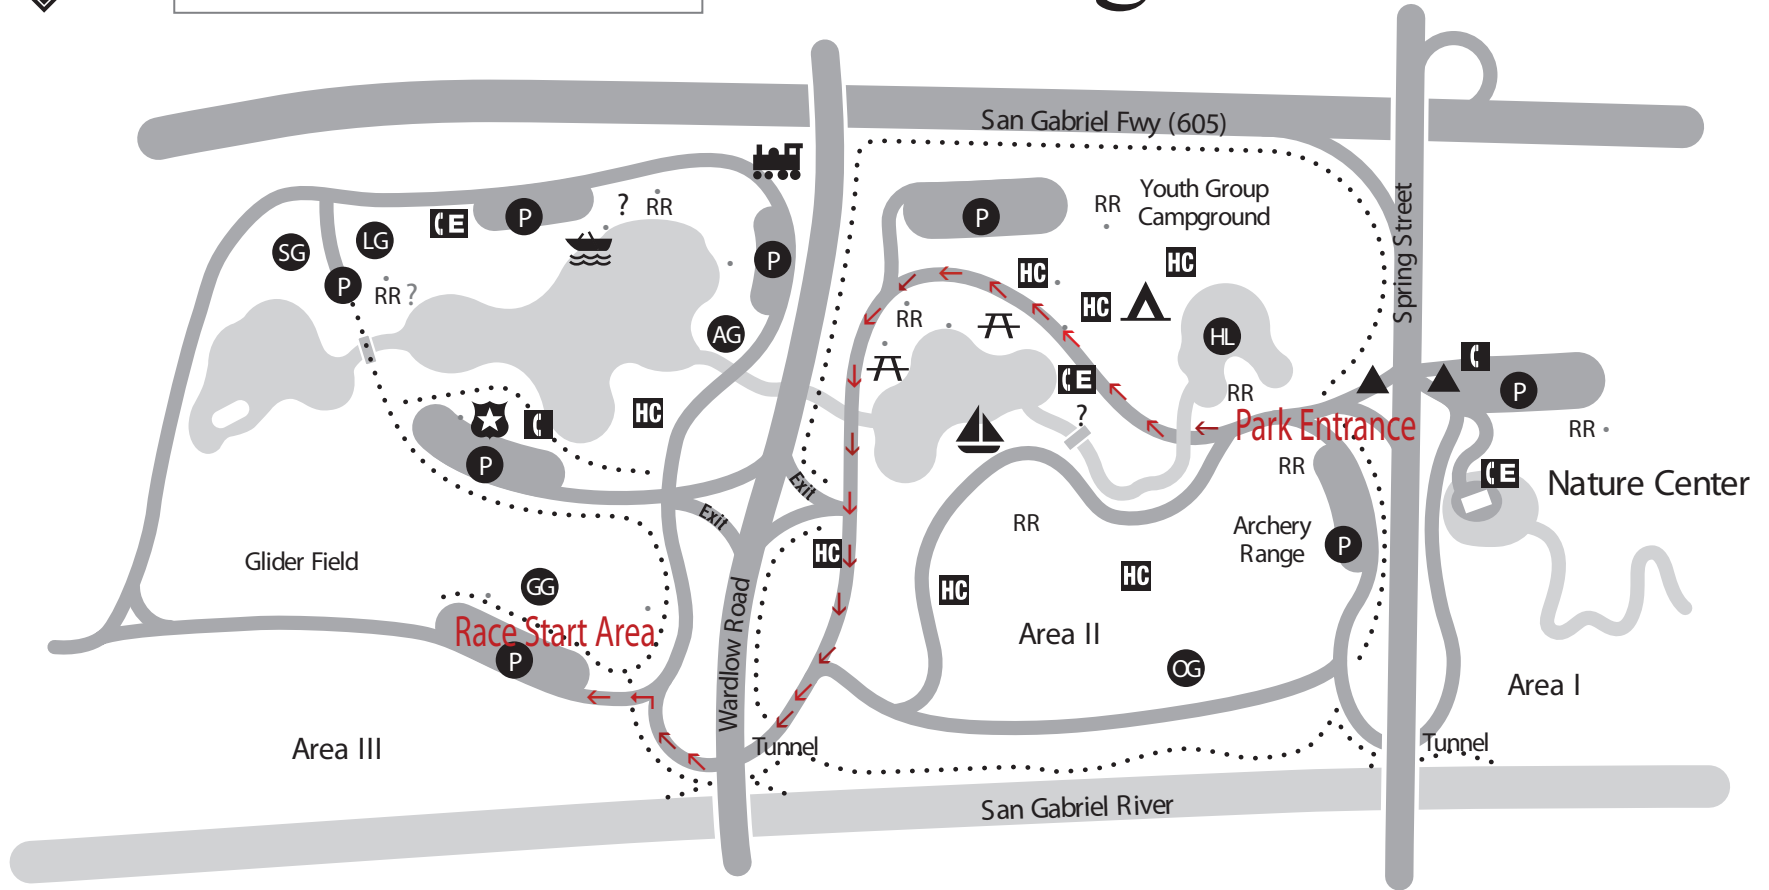 g
San Gabriel Fwy (605)
Youth Group
Campground
RR
P
Spring Street
? RR
E
P
LG
SG
P
RR ?
P
AG
HC
HC
HC
RR
HL
E
?
RR
P
RR
Park Entrance
HC
P
Exit
Exit
RR
E
Nature Center
RR
Archery
Range
P
HC
HC
HC
Glider Field
GG
Race Start Area
P
Wardlow Road
Area II
OG
Area I
Area III
Tunnel
Tunnel
San Gabriel River